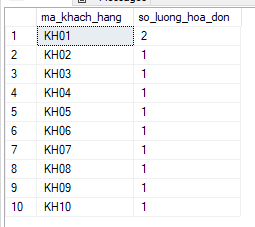 Messages
ma_khach_hang so_luong_hoa_don
1 KH01 2
2 KH02 1
3 KH03 1
4 KH04 1
5 KH05 1
6 KH06 1
7 KH07 1
8 KH08 1
9 KH09 1
10 KH10 1